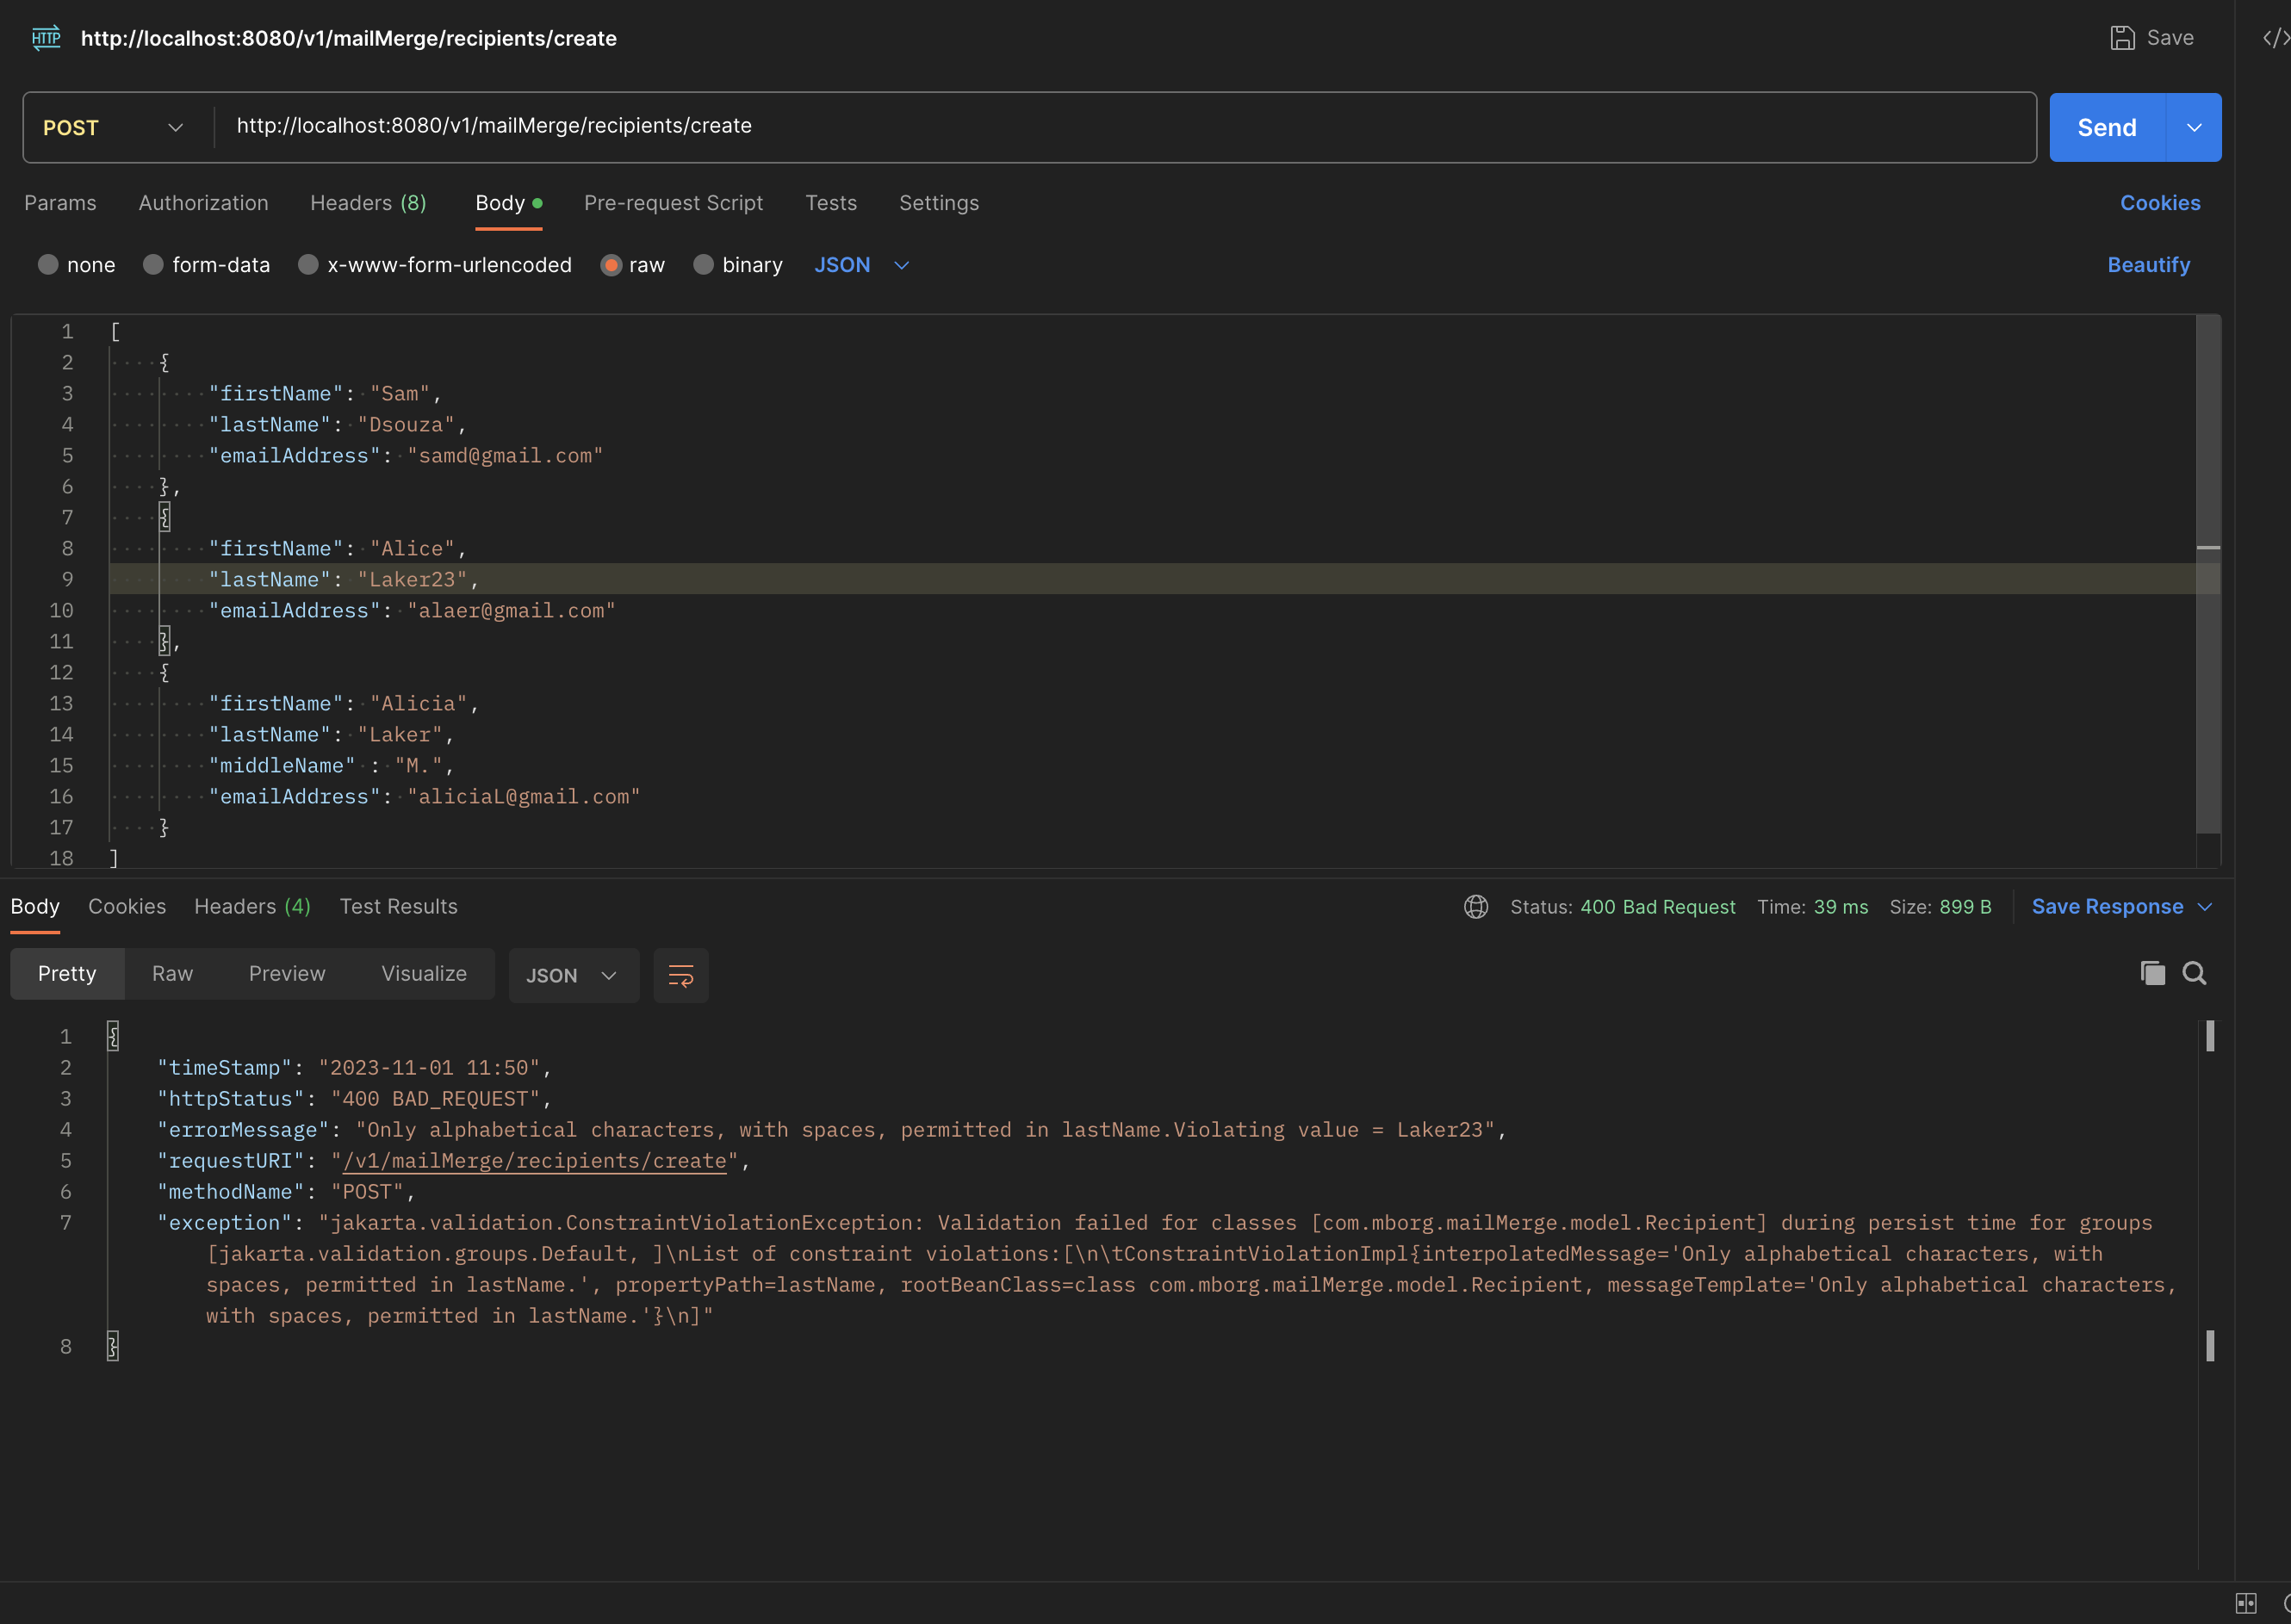 HTTP http://localhost:8080/v1/mailMerge/recipients/create Save </>
POST http://localhost:8080/v1/mailMerge/recipients/create Send
Params Authorization Headers (8) Body Pre-request Script Tests Settings Cookies
none form-data x-www-form-urlencoded raw binary JSON Beautify
1 [
2 {
3 "firstName": "Sam",
4 "lastName": "Dsouza",
5 "emailAddress": "samd@gmail.com"
6 },
7 {
8 "firstName": "Alice",
9 "lastName": "Laker23",
10 "emailAddress": "alaer@gmail.com"
11 },
12 {
13 "firstName": "Alicia",
14 "lastName": "Laker",
15 "middleName" : "M.",
16 "emailAddress": "aliciaL@gmail.com"
17 }
18 ]
Body Cookies Headers (4) Test Results Status: 400 Bad Request Time: 39 ms Size: 899 B Save Response
Pretty Raw Preview Visualize JSON
1 {
2 "timeStamp": "2023-11-01 11:50",
3 "httpStatus": "400 BAD_REQUEST",
4 "errorMessage": "Only alphabetical characters, with spaces, permitted in lastName.Violating value = Laker23",
5 "requestURI": "/v1/mailMerge/recipients/create",
6 "methodName": "POST",
7 "exception": "jakarta.validation.ConstraintViolationException: Validation failed for classes [com.mborg.mailMerge.model.Recipient] during persist time for groups
[jakarta.validation.groups.Default, ]\nList of constraint violations:[\n\tConstraintViolationImpl{interpolatedMessage='Only alphabetical characters, with
spaces, permitted in lastName.', propertyPath=lastName, rootBeanClass=class com.mborg.mailMerge.model.Recipient, messageTemplate='Only alphabetical characters,
with spaces, permitted in lastName.'}\n]"
8 }